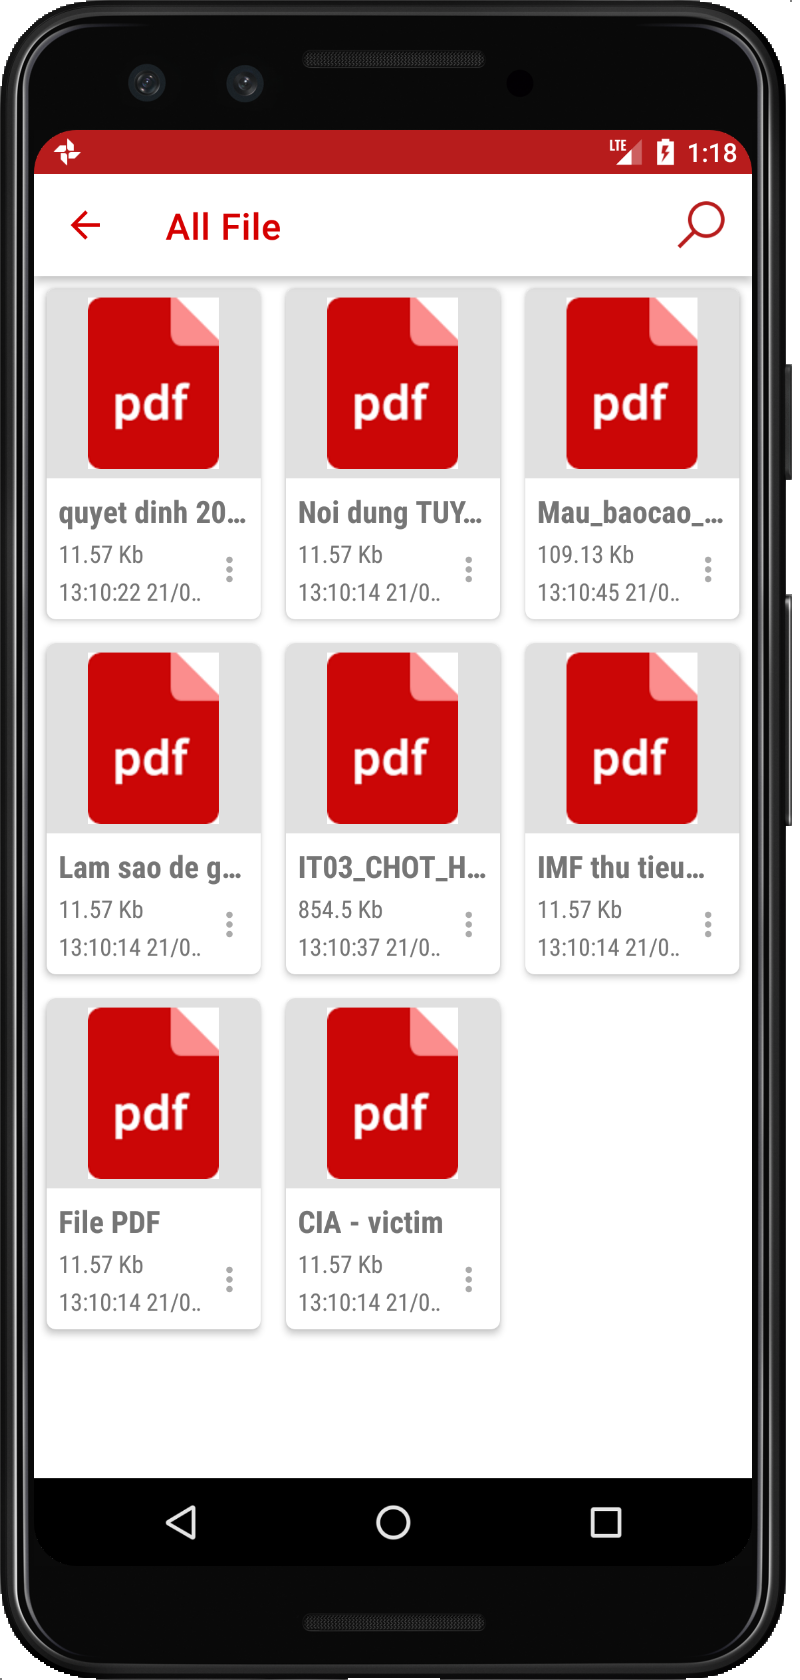 LTE 1:18
All File
pdf pdf pdf
quyet dinh 20... Noi dung TUY... Mau_baocao_...
11.57 Kb 11.57 Kb 109.13 Kb
13:10:22 21/0.. 13:10:14 21/0.. 13:10:45 21/0..
pdf pdf pdf
Lam sao de g... IT03_CHOT_H... IMF thu tieu...
11.57 Kb 854.5 Kb 11.57 Kb
13:10:14 21/0.. 13:10:37 21/0.. 13:10:14 21/0..
pdf pdf
File PDF CIA - victim
11.57 Kb 11.57 Kb
13:10:14 21/0.. 13:10:14 21/0..